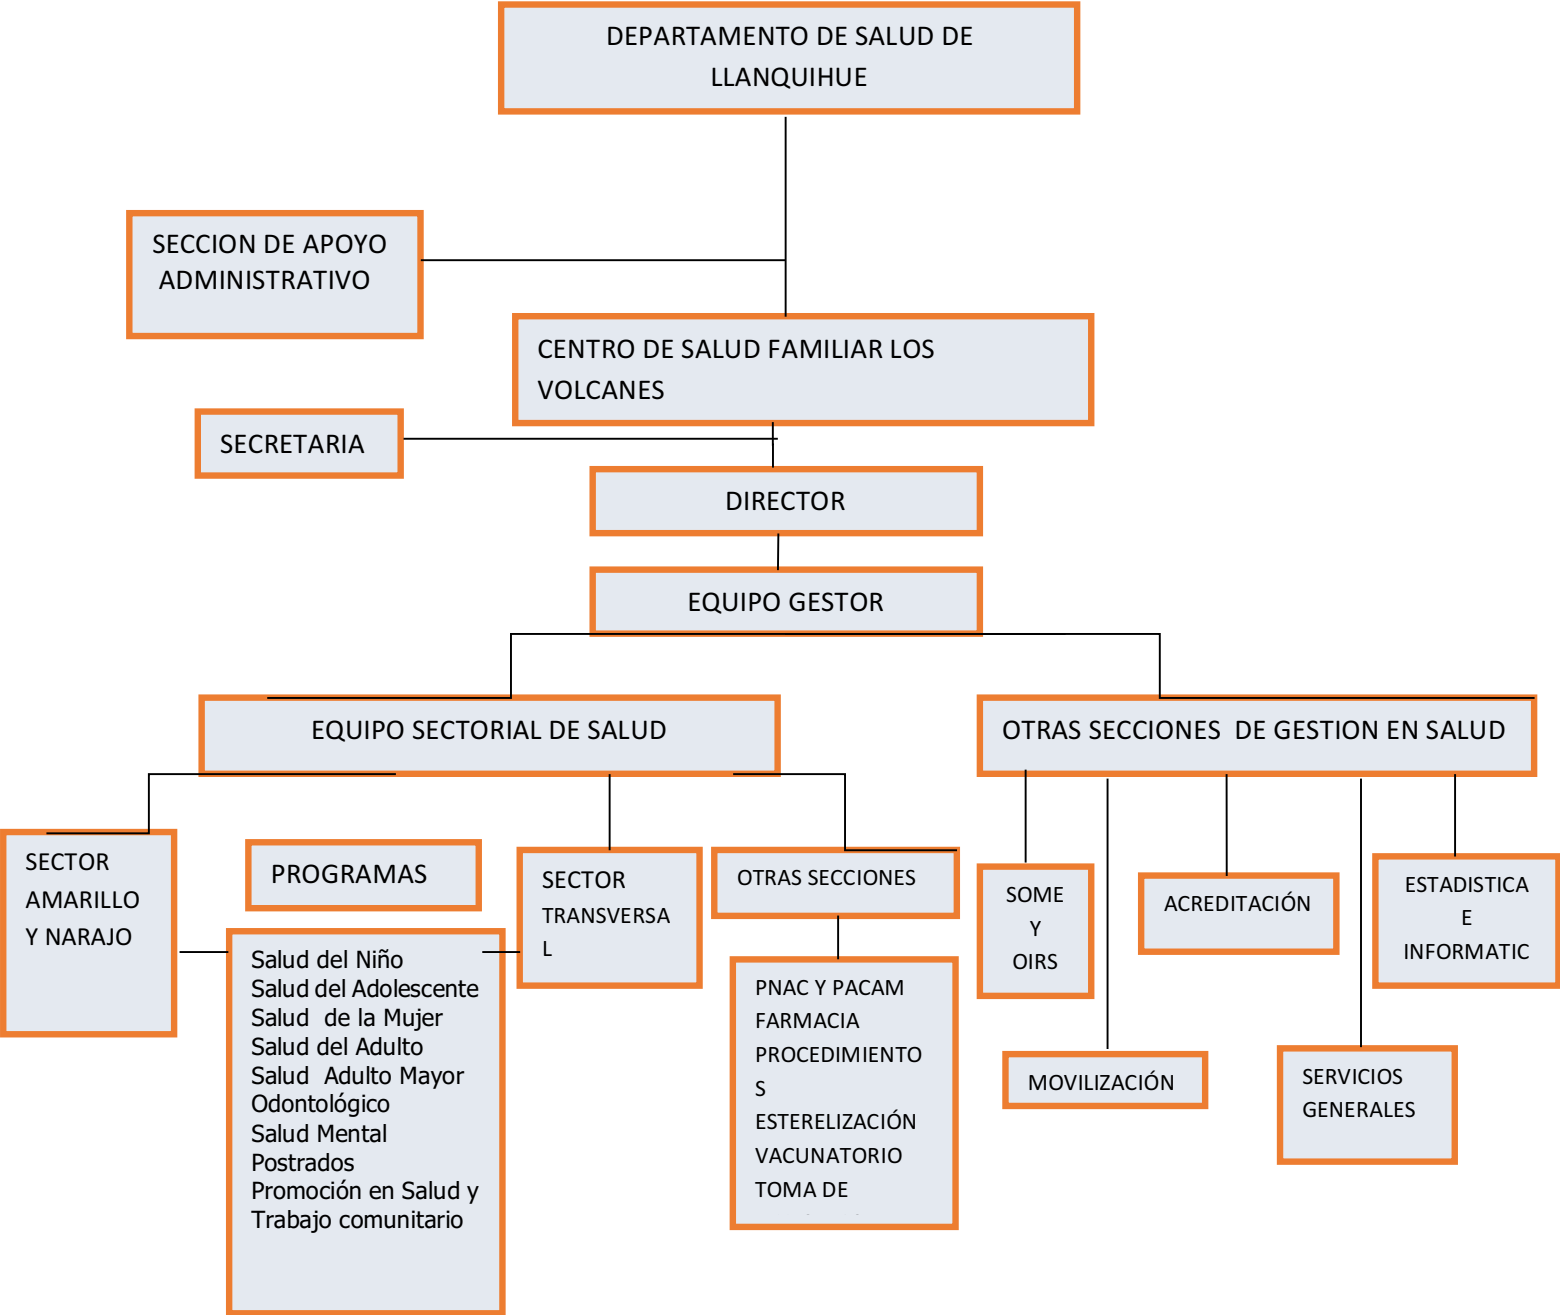 DEPARTAMENTO DE SALUD DE
LLANQUIHUE
SECCION DE APOYO
ADMINISTRATIVO
CENTRO DE SALUD FAMILIAR LOS
VOLCANES
SECRETARIA
DIRECTOR
EQUIPO GESTOR
EQUIPO SECTORIAL DE SALUD
OTRAS SECCIONES DE GESTION EN SALUD
SECTOR
AMARILLO
Y NARAJO
PROGRAMAS
Salud del Niño
Salud del Adolescente
Salud de la Mujer
Salud del Adulto
Salud Adulto Mayor
Odontológico
Salud Mental
Postrados
Promoción en Salud y
Trabajo comunitario
SECTOR
TRANSVERSA
L
OTRAS SECCIONES
PNAC Y PACAM
FARMACIA
PROCEDIMIENTO
S
ESTERELIZACIÓN
VACUNATORIO
TOMA DE
SOME
Y
OIRS
ACREDITACIÓN
ESTADISTICA
E
INFORMATIC
MOVILIZACIÓN
SERVICIOS
GENERALES